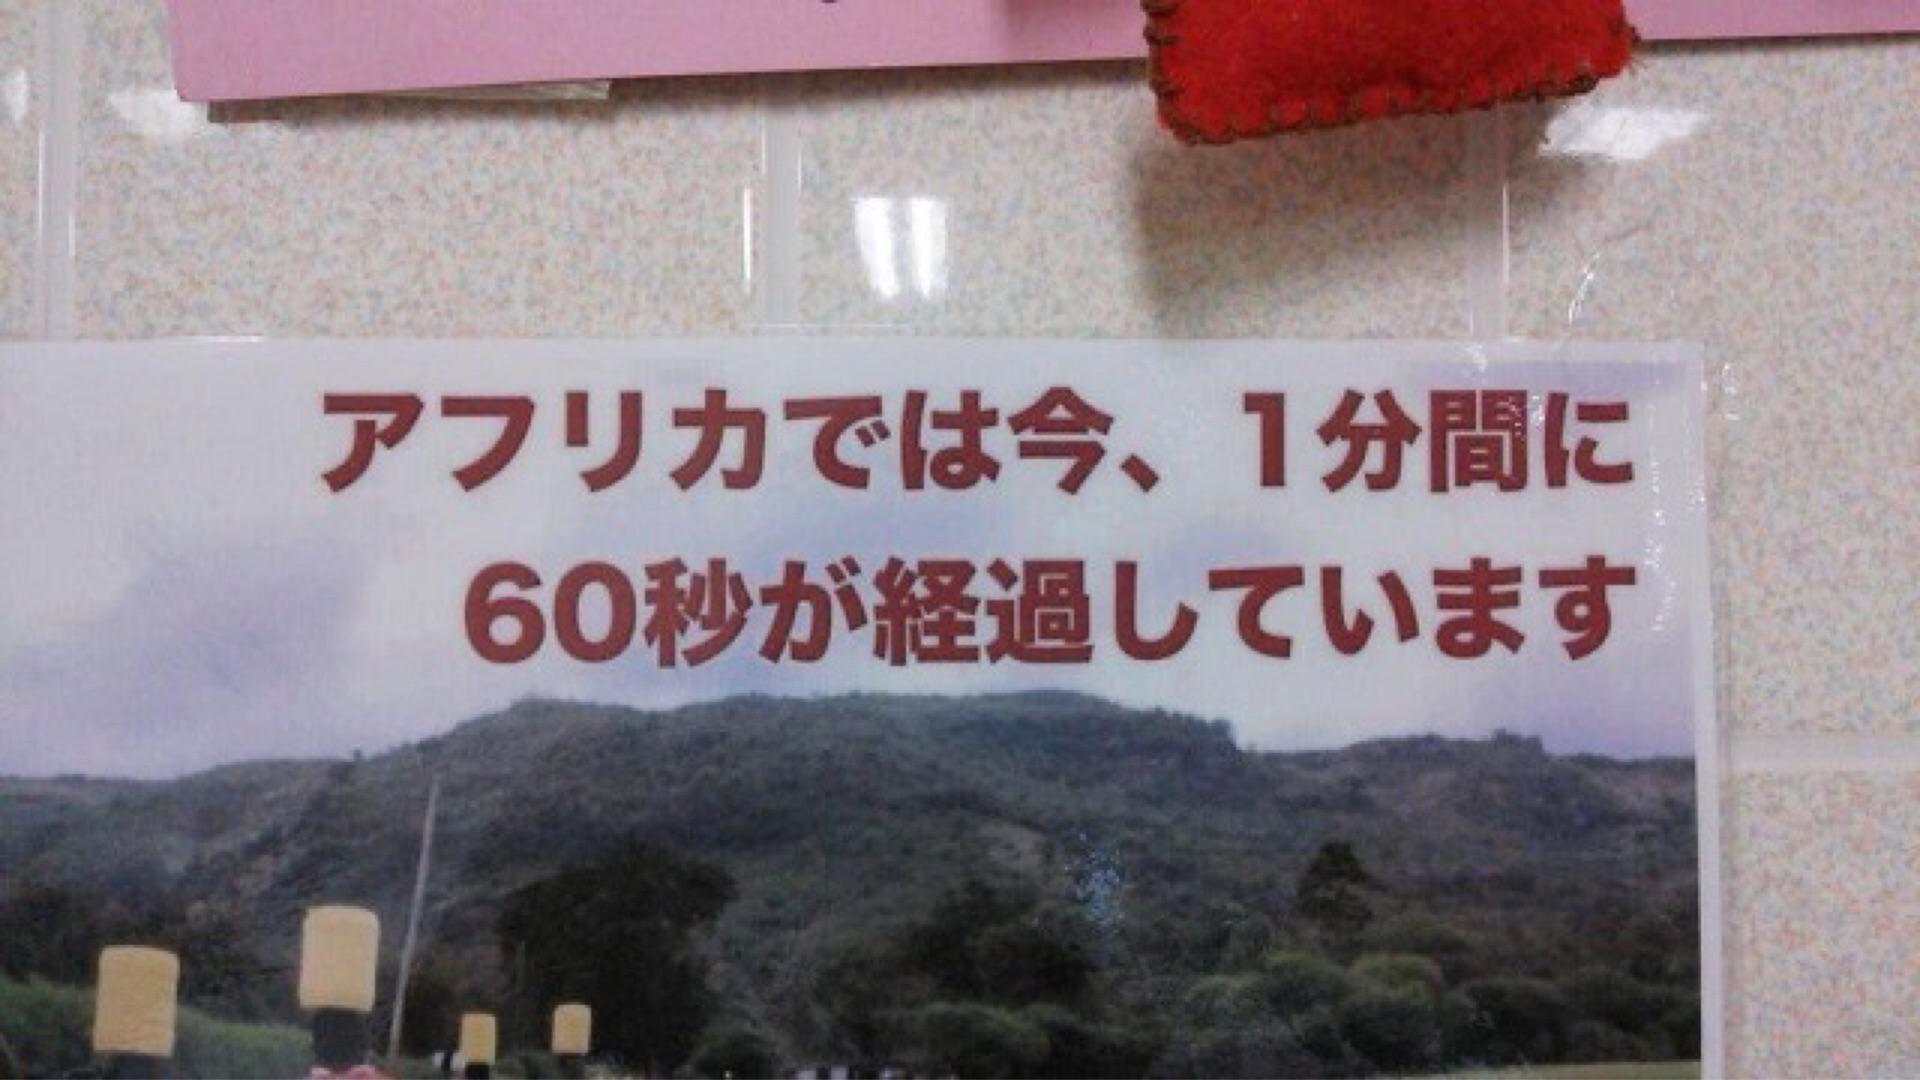 アフリカでは今、1分間に
60秒が経過しています